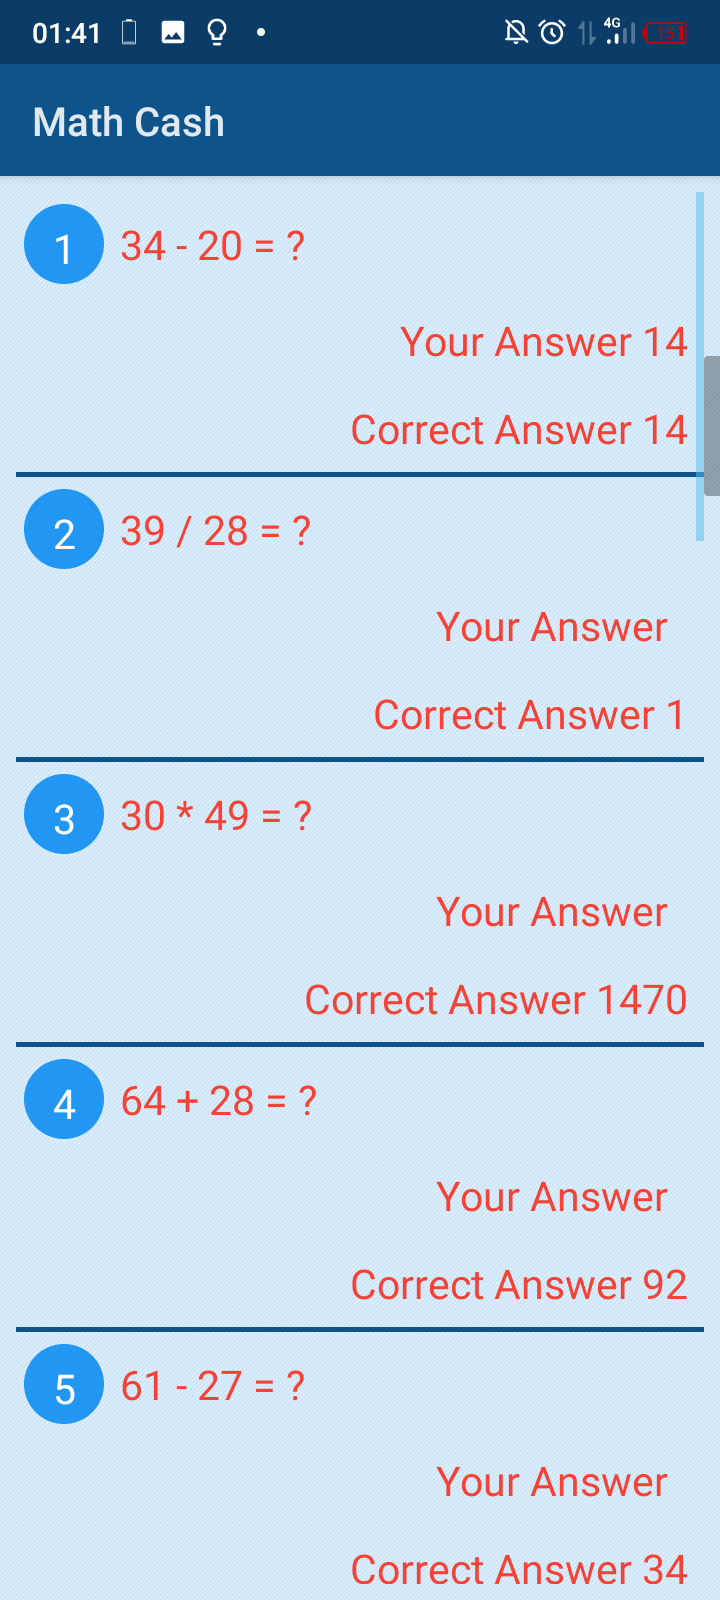 01:41 4G 15
Math Cash
1 34 - 20 = ?
Your Answer 14
Correct Answer 14
2 39 / 28 = ?
Your Answer
Correct Answer 1
3 30 * 49 = ?
Your Answer
Correct Answer 1470
4 64 + 28 = ?
Your Answer
Correct Answer 92
5 61 - 27 = ?
Your Answer
Correct Answer 34